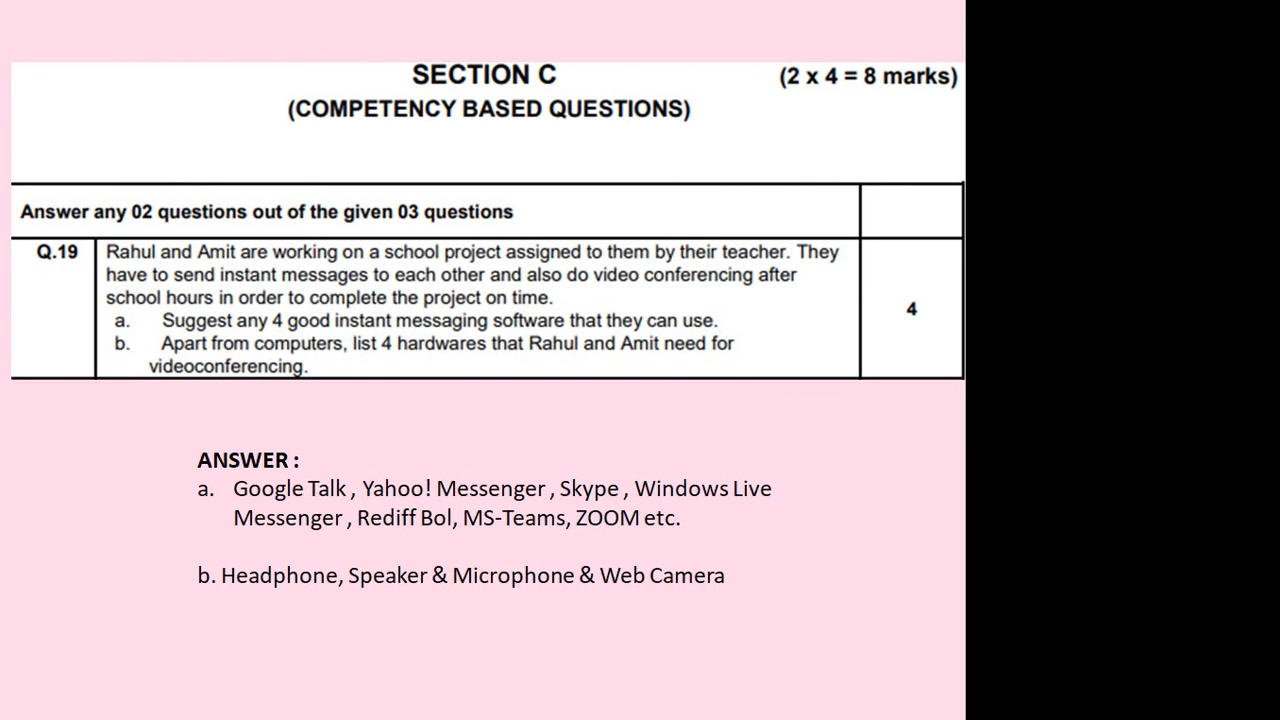 SECTION C (2 x 4 = 8 marks)
(COMPETENCY BASED QUESTIONS)
Answer any 02 questions out of the given 03 questions
Q.19 Rahul and Amit are working on a school project assigned to them by their teacher. They
have to send instant messages to each other and also do video conferencing after
school hours in order to complete the project on time.
a. Suggest any 4 good instant messaging software that they can use.
b. Apart from computers, list 4 hardwares that Rahul and Amit need for
videoconferencing.
4
ANSWER :
a. Google Talk , Yahoo! Messenger , Skype , Windows Live
Messenger , Rediff Bol, MS-Teams, ZOOM etc.
b. Headphone, Speaker & Microphone & Web Camera